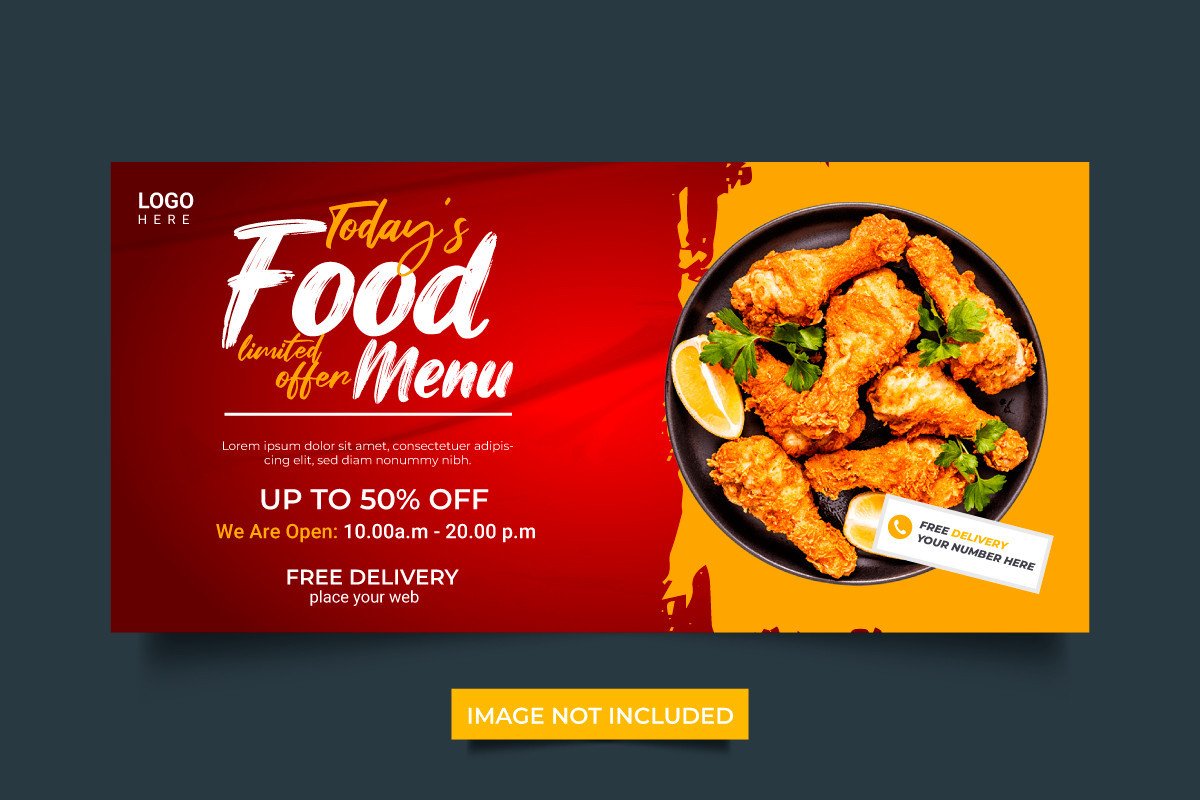 LOGO
HERE
Today's
Food
limited
offer
Menu
Lorem ipsum dolor sit amet, consectetuer adipis-
cing elit, sed diam nonummy nibh.
UP TO 50% OFF
We Are Open: 10.00a.m - 20.00 p.m
FREE DELIVERY
place your web
FREE DELIVERY
YOUR NUMBER HERE
IMAGE NOT INCLUDED